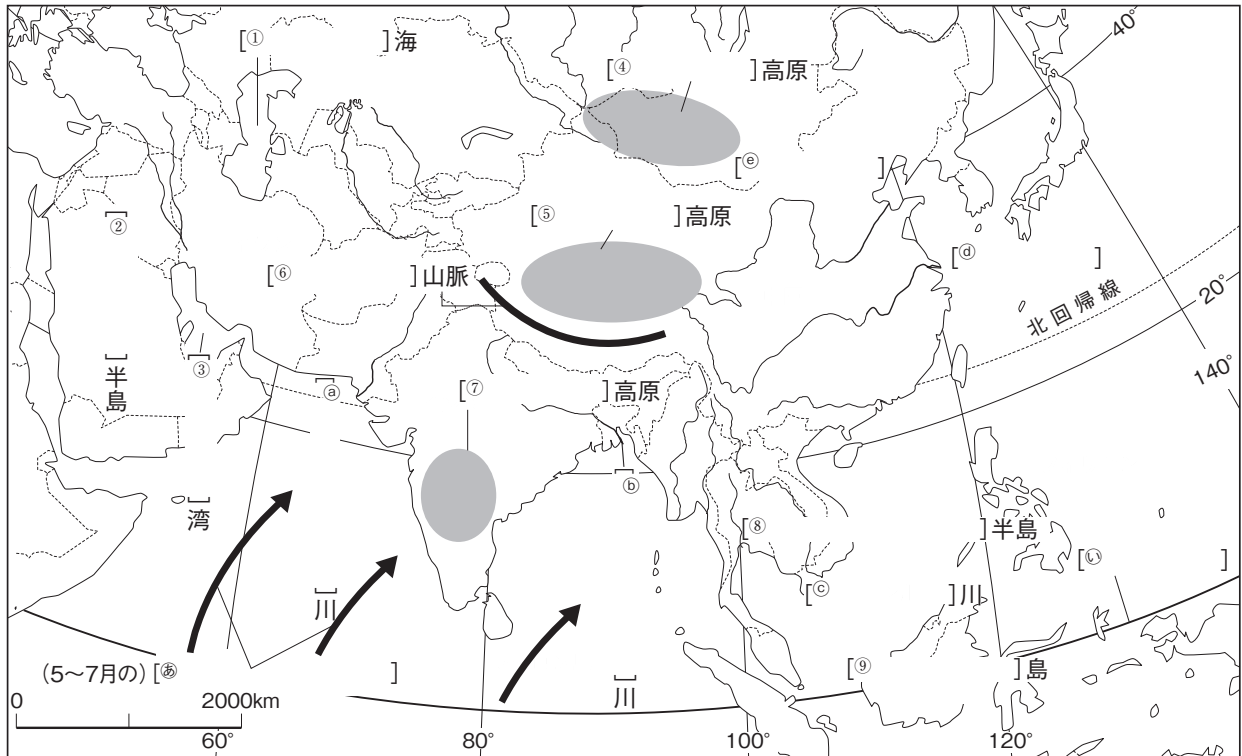 [① ]海
[④ ]高原
40°
[ⓔ ]
[②
[⑤ ]高原
[ⓓ ]
[⑥ ]山脈
北回帰線
20°
[ ]半島
[③
[ⓐ
[⑦ ]高原
140°
[ⓑ
[ ]湾
[⑧ ]半島
[㋑ ]
[ ]川
[ⓒ ]川
(5~7月の)[㋐ ]
[ ]川
[⑨ ]島
0 2000km
60° 80° 100° 120°